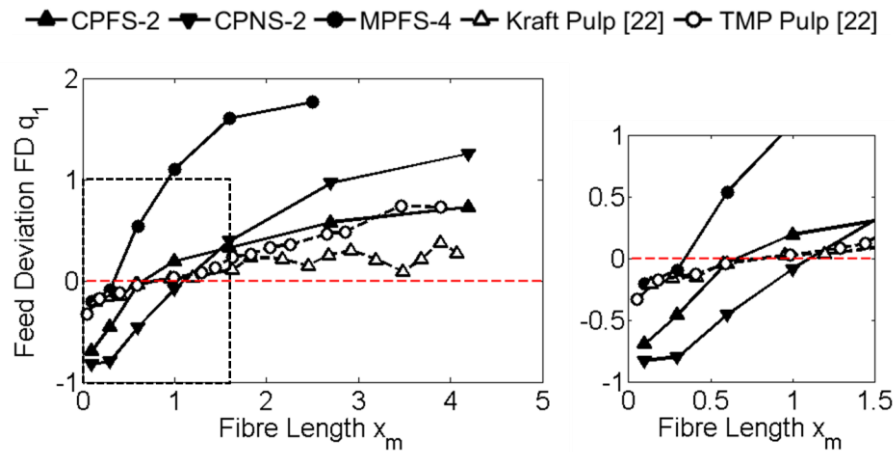 CPFS-2 CPNS-2 MPFS-4 Kraft Pulp [22] TMP Pulp [22]
Feed Deviation FD q1
2
1
0
-1
0 1 2 3 4 5
Fibre Length xm
1
0.5
0
-0.5
-1
0 0.5 1 1.5
Fibre Length xm